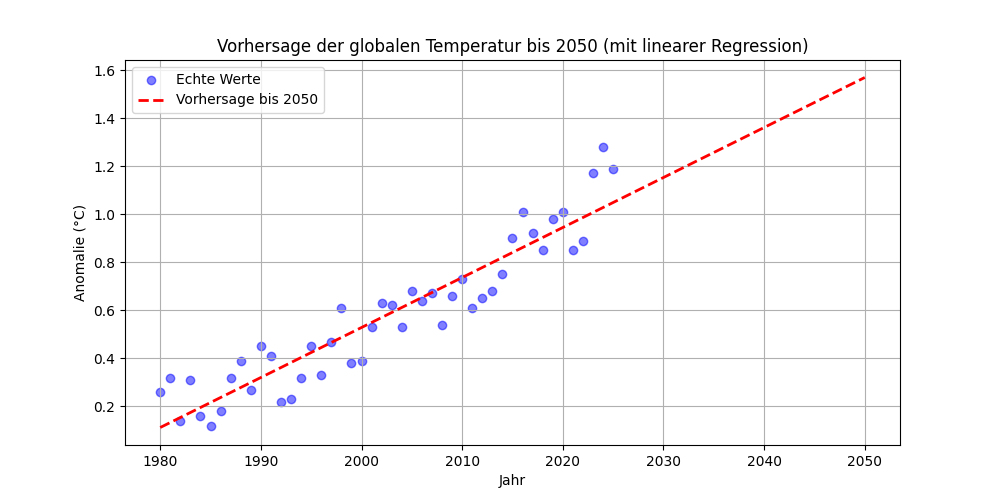 Vorhersage der globalen Temperatur bis 2050 (mit linearer Regression)
Echte Werte
Vorhersage bis 2050
Anomalie (°C)
1.6
1.4
1.2
1.0
0.8
0.6
0.4
0.2
1980 1990 2000 2010 2020 2030 2040 2050
Jahr